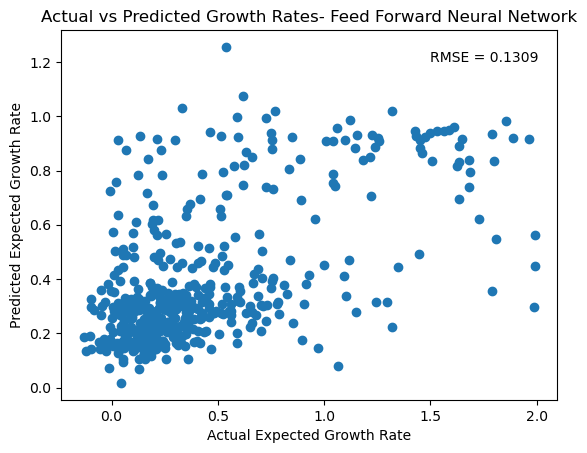 Actual vs Predicted Growth Rates- Feed Forward Neural Network
RMSE = 0.1309
Predicted Expected Growth Rate
1.2
1.0
0.8
0.6
0.4
0.2
0.0
0.0 0.5 1.0 1.5 2.0
Actual Expected Growth Rate